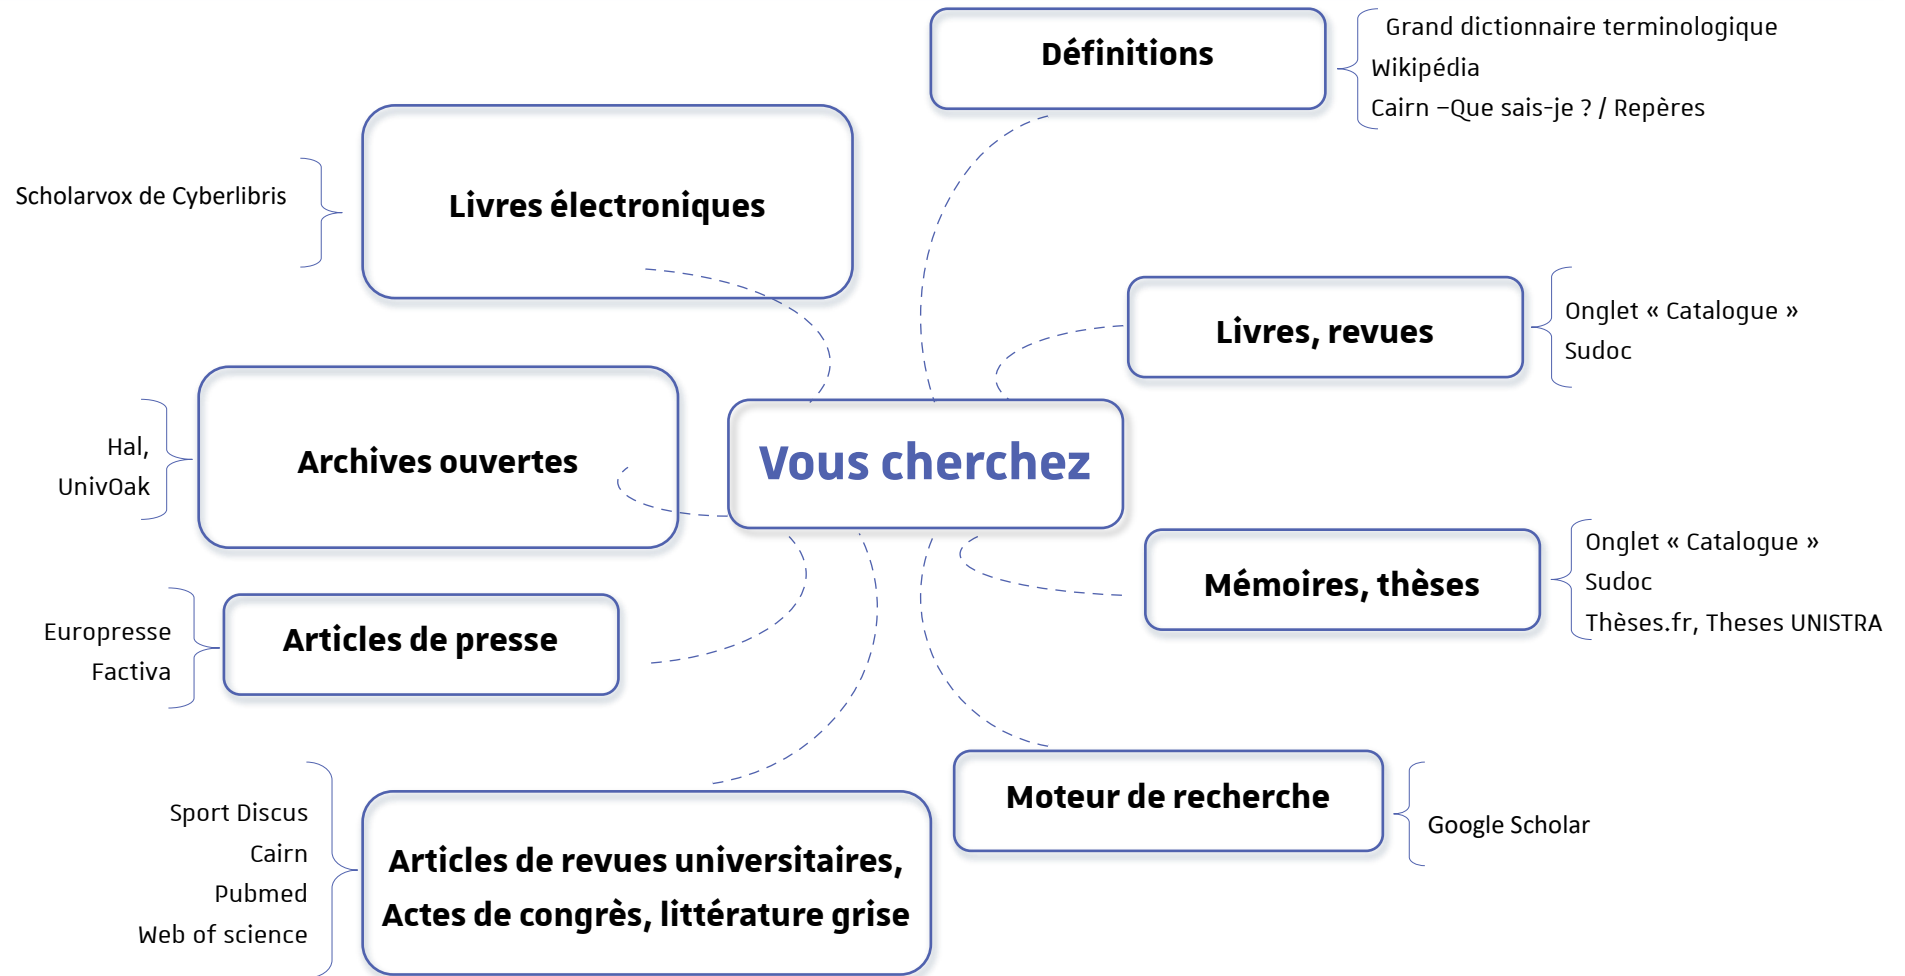 Définitions
Grand dictionnaire terminologique
Wikipédia
Cairn –Que sais-je ? / Repères
Livres électroniques
Scholarvox de Cyberlibris
Livres, revues
Onglet « Catalogue »
Sudoc
Archives ouvertes
Hal,
UnivOak
Vous cherchez
Mémoires, thèses
Onglet « Catalogue »
Sudoc
Thèses.fr, Theses UNISTRA
Articles de presse
Europresse
Factiva
Moteur de recherche
Google Scholar
Articles de revues universitaires,
Actes de congrès, littérature grise
Sport Discus
Cairn
Pubmed
Web of science